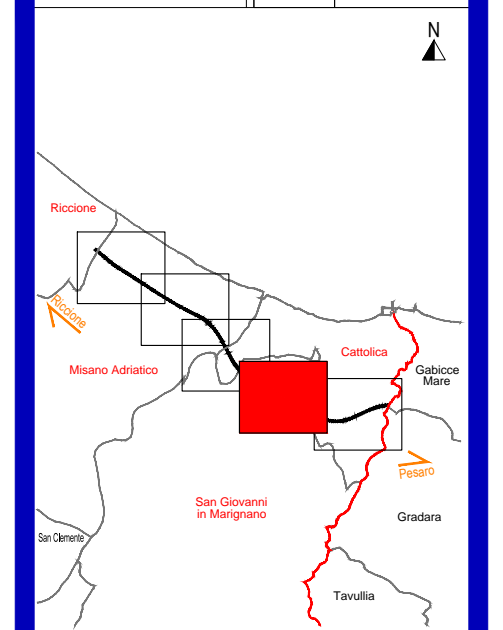 N
Riccione
Riccione
Misano Adriatico
Cattolica
Gabicce
Mare
Pesaro
San Giovanni
in Marignano
Gradara
San Clemente
Tavullia